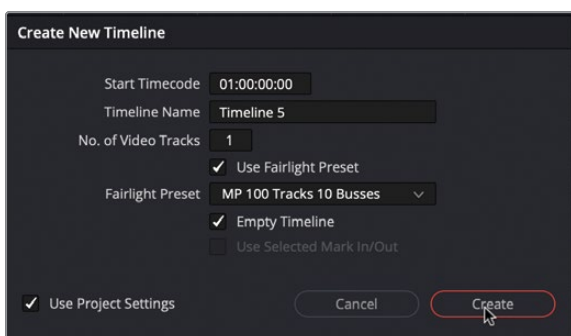 Create New Timeline
Start Timecode 01:00:00:00
Timeline Name Timeline 5
No. of Video Tracks 1
Use Fairlight Preset
Fairlight Preset MP 100 Tracks 10 Busses
Empty Timeline
Use Selected Mark In/Out
Use Project Settings Cancel Create